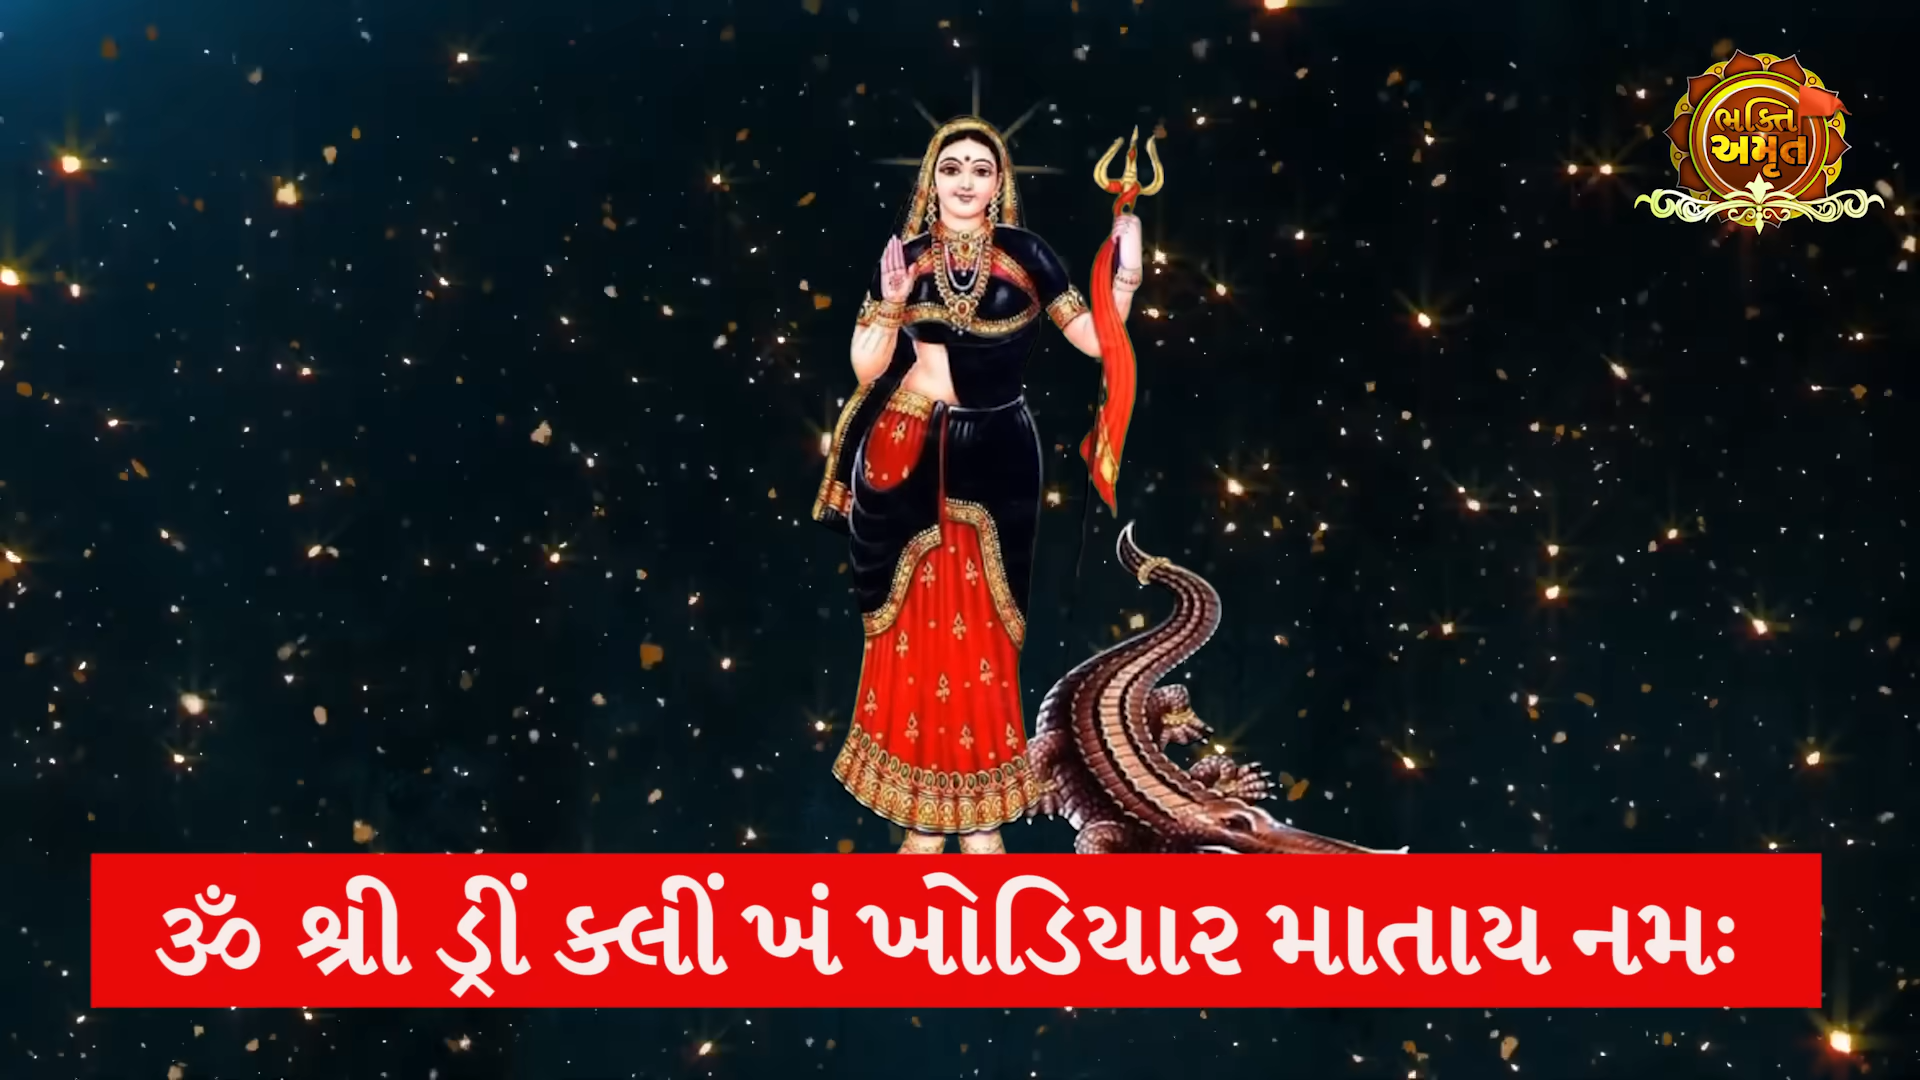 ભક્તિ
અમૃત
ॐ શ્રી ડ્રીં ક્લીં ખં ખોડિયાર માતાય નમઃ